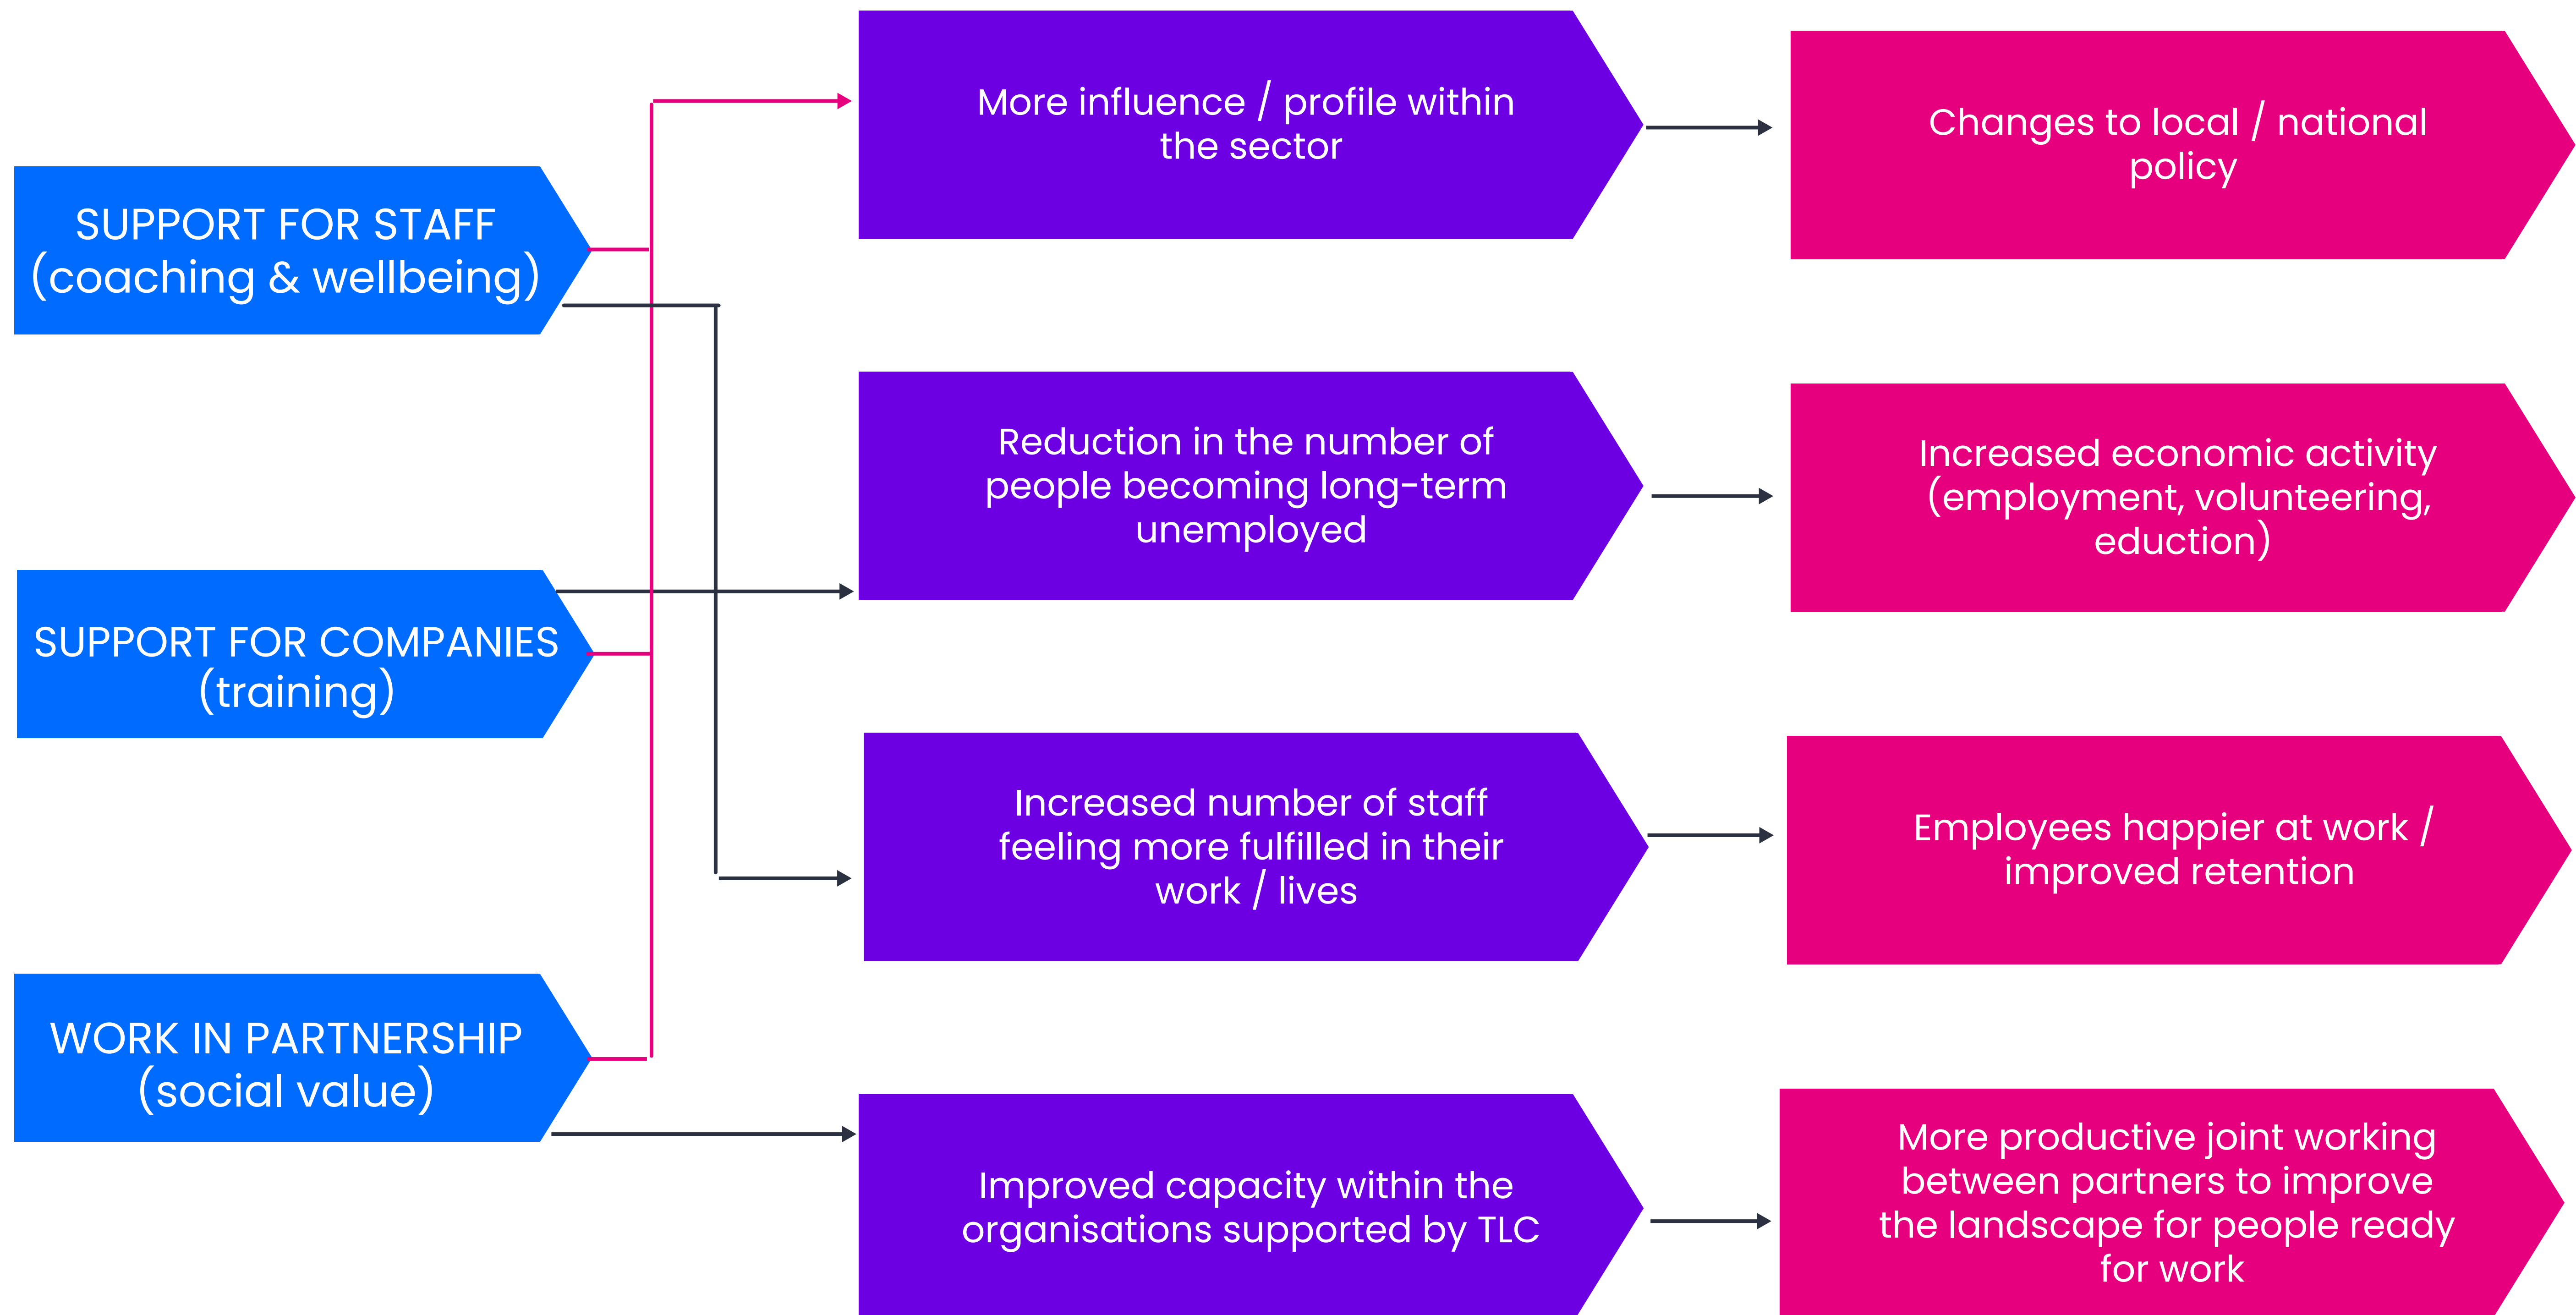 SUPPORT FOR STAFF
(coaching & wellbeing)
SUPPORT FOR COMPANIES
(training)
WORK IN PARTNERSHIP
(social value)
More influence / profile within
the sector
Reduction in the number of
people becoming long-term
unemployed
Increased number of staff
feeling more fulfilled in their
work / lives
Improved capacity within the
organisations supported by TLC
Changes to local / national
policy
Increased economic activity
(employment, volunteering,
eduction)
Employees happier at work /
improved retention
More productive joint working
between partners to improve
the landscape for people ready
for work